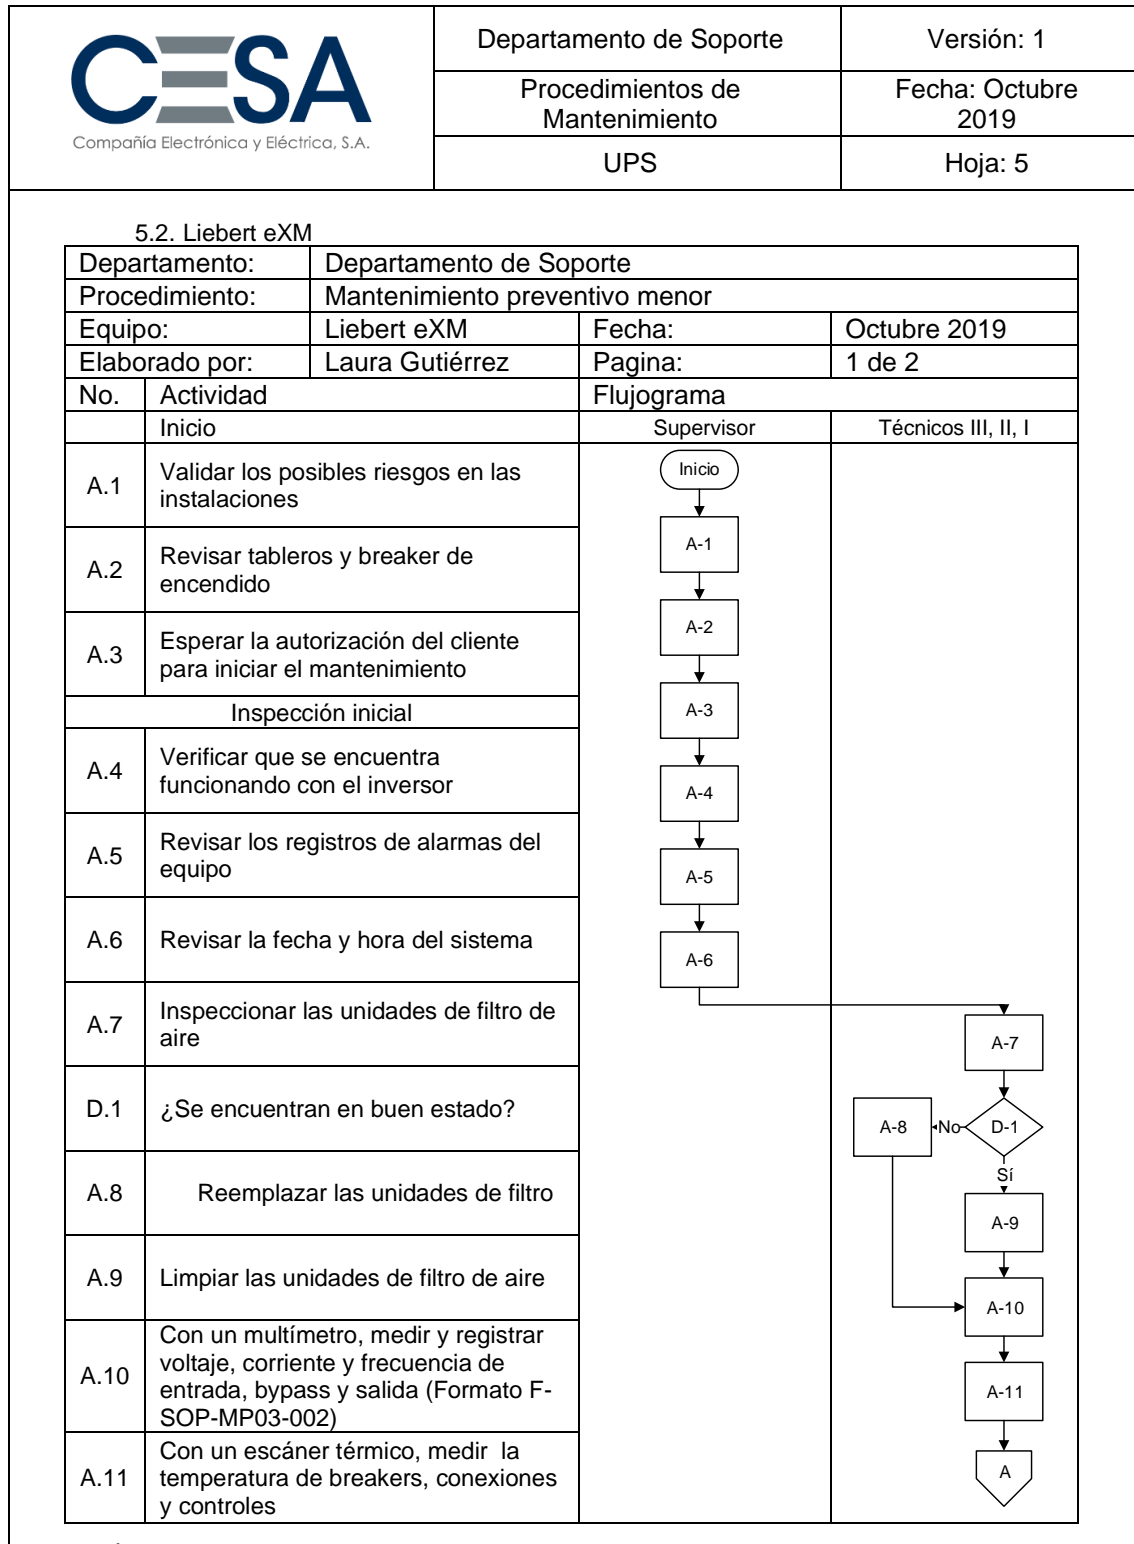 CESA
Compañía Electrónica y Eléctrica, S.A.
Departamento de Soporte
Versión: 1
Procedimientos de
Mantenimiento
Fecha: Octubre
2019
UPS
Hoja: 5
5.2. Liebert eXM
Departamento:
Departamento de Soporte
Procedimiento:
Mantenimiento preventivo menor
Equipo:
Liebert eXM
Fecha:
Octubre 2019
Elaborado por:
Laura Gutiérrez
Pagina:
1 de 2
No.
Actividad
Flujograma
Inicio
Supervisor
Técnicos III, II, I
A.1
Validar los posibles riesgos en las
instalaciones
A.2
Revisar tableros y breaker de
encendido
A.3
Esperar la autorización del cliente
para iniciar el mantenimiento
Inspección inicial
A.4
Verificar que se encuentra
funcionando con el inversor
A.5
Revisar los registros de alarmas del
equipo
A.6
Revisar la fecha y hora del sistema
A.7
Inspeccionar las unidades de filtro de
aire
D.1
¿Se encuentran en buen estado?
A.8
Reemplazar las unidades de filtro
A.9
Limpiar las unidades de filtro de aire
A.10
Con un multímetro, medir y registrar
voltaje, corriente y frecuencia de
entrada, bypass y salida (Formato F-
SOP-MP03-002)
A.11
Con un escáner térmico, medir  la
temperatura de breakers, conexiones
y controles
Inicio
A-1
A-2
A-3
A-4
A-5
A-6
A-7
A-8
No
D-1
Sí
A-9
A-10
A-11
A